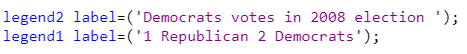 legend2 label=('Democrats votes in 2008 election ');
legend1 label=('1 Republican 2 Democrats');